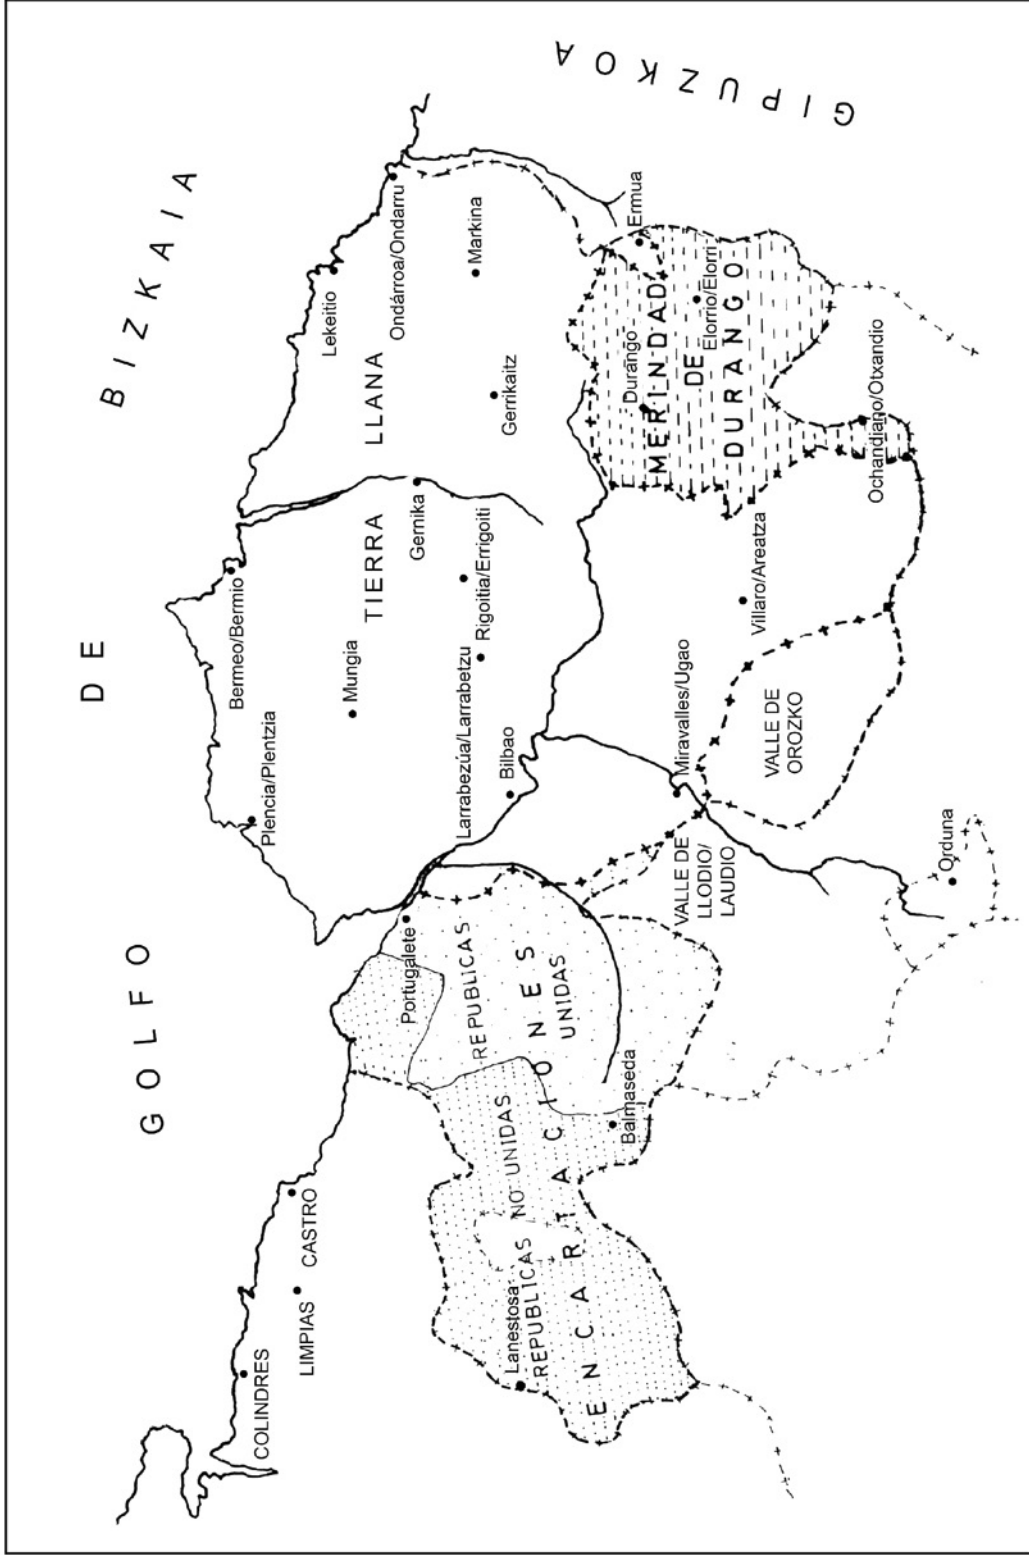 GOLFO
DE
BIZKAIA
GIPUZKOA
COLINDRES
LIMPIAS
CASTRO
Plencia/Plentzia
Bermeo/Bermio
Lekeitio
Ondárroa/Ondarru
Mungia
TIERRA
LLANA
Gernika
Markina
Gerrikaitz
Rigoitia/Errigoiti
Larrabezúa/Larrabetzu
Bilbao
Portugalete
REPUBLICAS
UNIDAS
REPUBLICAS NO UNIDAS
ENCARTACIONES
Lanestosa
Balmaseda
Ermua
MERINDAD
DE
DURANGO
Durango
Elorrio/Elorri
Ochandiano/Otxandio
Villaro/Areatza
Miravalles/Ugao
VALLE DE
OROZKO
VALLE DE
LLODIO/
LAUDIO
Orduna